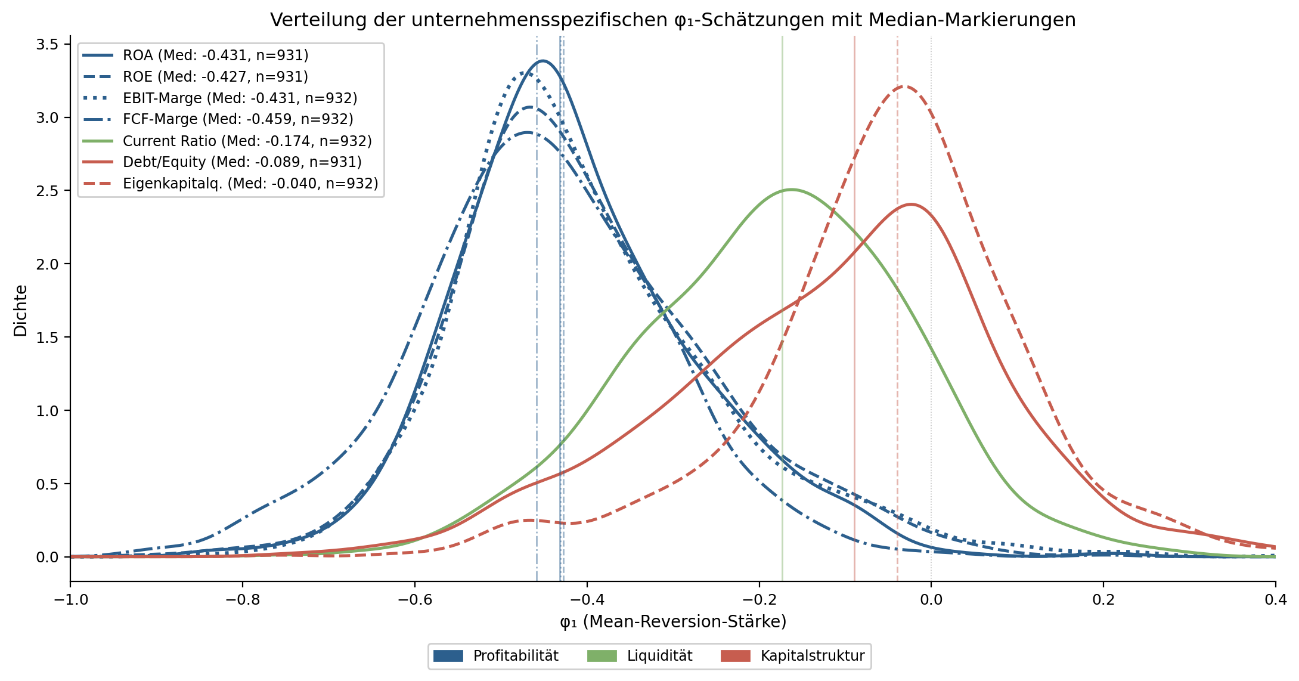 Verteilung der unternehmensspezifischen φ₁-Schätzungen mit Median-Markierungen
ROA (Med: -0.431, n=931)
ROE (Med: -0.427, n=931)
EBIT-Marge (Med: -0.431, n=932)
FCF-Marge (Med: -0.459, n=932)
Current Ratio (Med: -0.174, n=932)
Debt/Equity (Med: -0.089, n=931)
Eigenkapitalq. (Med: -0.040, n=932)
Dichte
3.5
3.0
2.5
2.0
1.5
1.0
0.5
0.0
−1.0 −0.8 −0.6 −0.4 −0.2 0.0 0.2 0.4
φ₁ (Mean-Reversion-Stärke)
Profitabilität Liquidität Kapitalstruktur